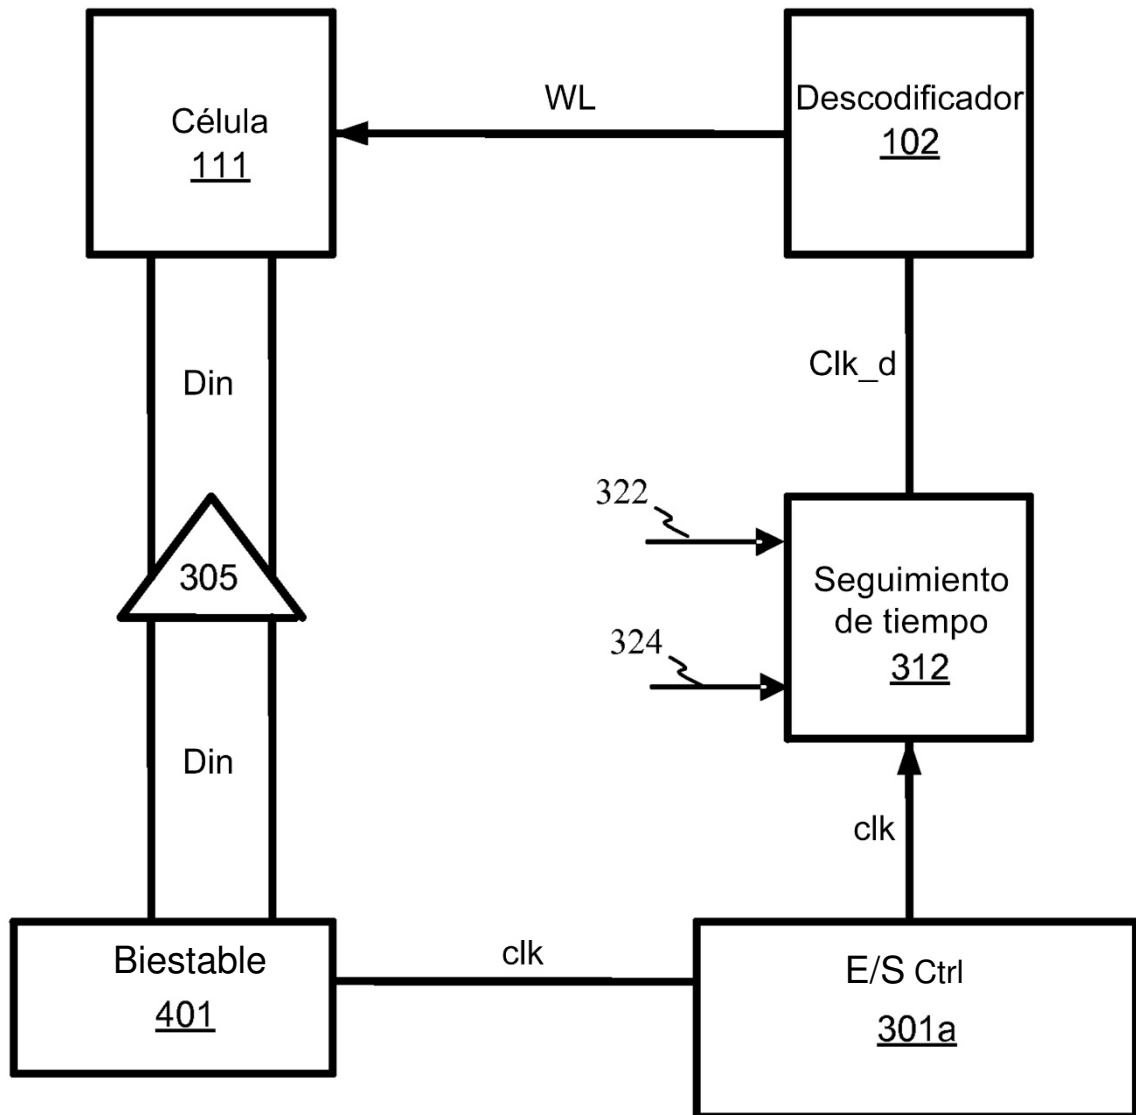 Célula
111
WL
Descodificador
102
Din
Clk_d
322
305
Seguimiento
de tiempo
312
324
Din
clk
Biestable
401
clk
E/S Ctrl
301a